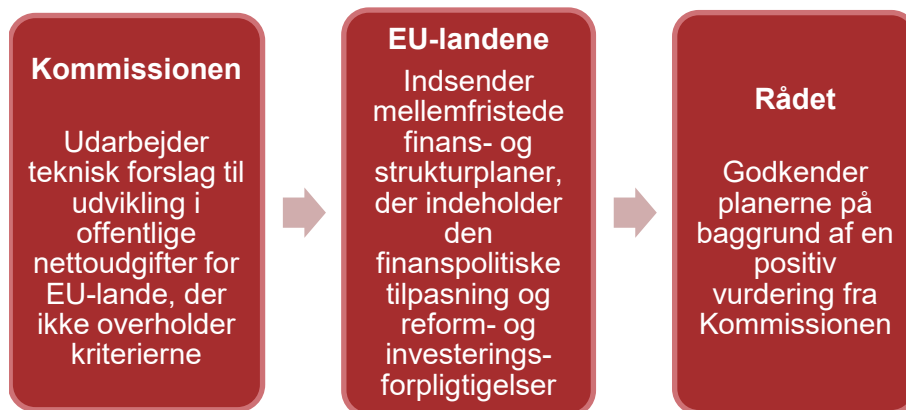 Kommissionen
Udarbejder
teknisk forslag til
udvikling i
offentlige
nettoudgifter for
EU-lande, der
ikke overholder
kriterierne
EU-landene
Indsender
mellemfristede
finans- og
strukturplaner,
der indeholder
den
finanspolitiske
tilpasning og
reform- og
investerings-
forpligtigelser
Rådet
Godkender
planerne på
baggrund af en
positiv
vurdering fra
Kommissionen